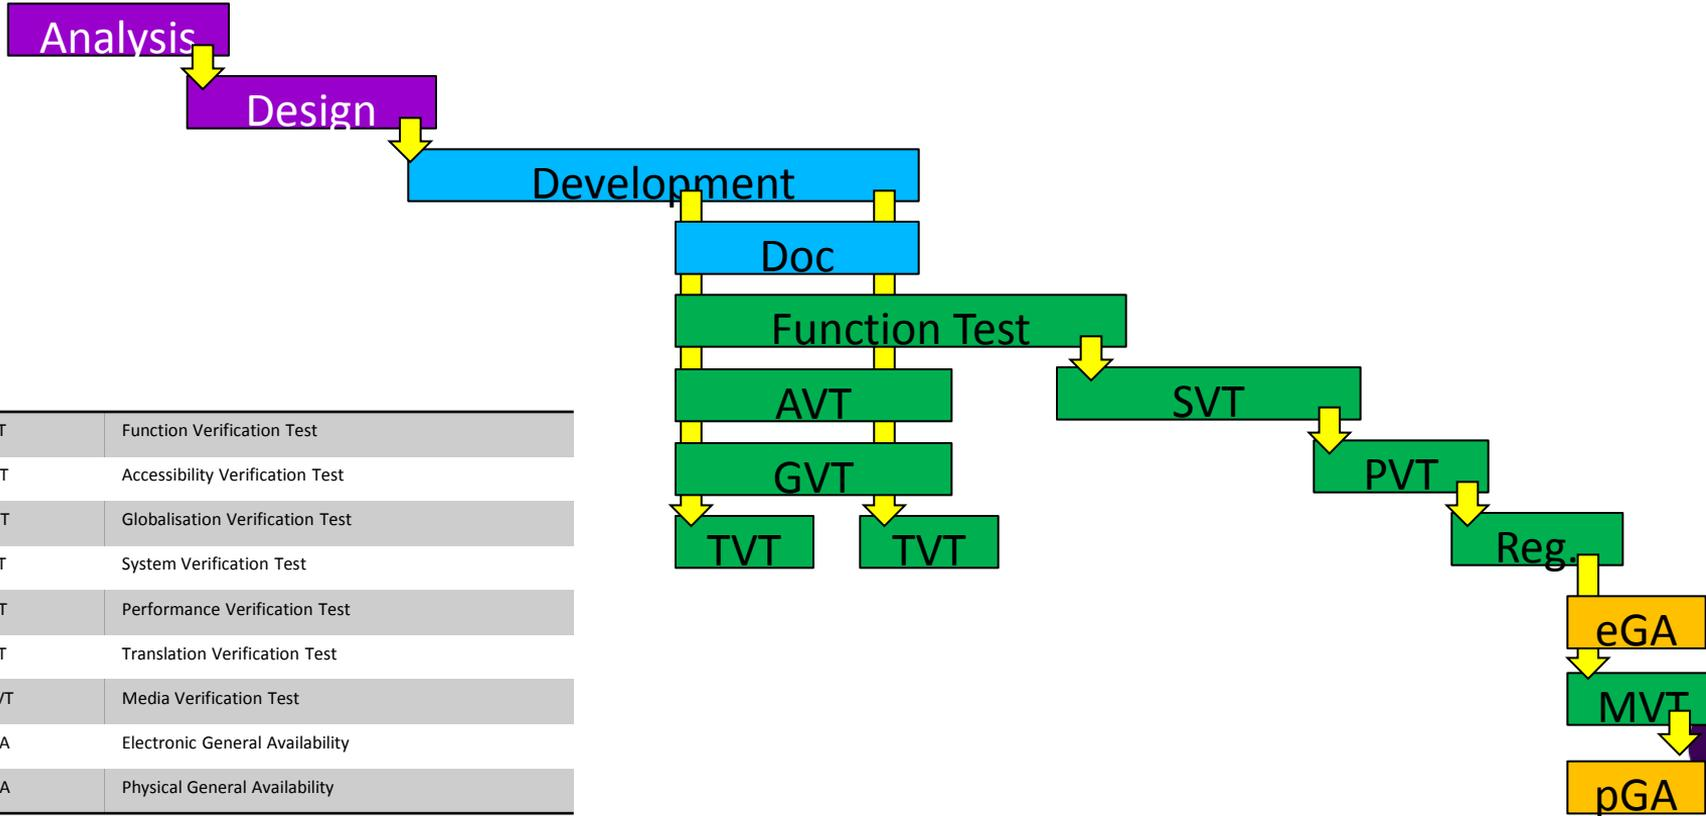 Analysis
Design
Development
Doc
Function Test
AVT
SVT
GVT
PVT
TVT TVT
Reg.
eGA
MVT
pGA
T Function Verification Test
T Accessibility Verification Test
T Globalisation Verification Test
T System Verification Test
T Performance Verification Test
T Translation Verification Test
VT Media Verification Test
A Electronic General Availability
A Physical General Availability